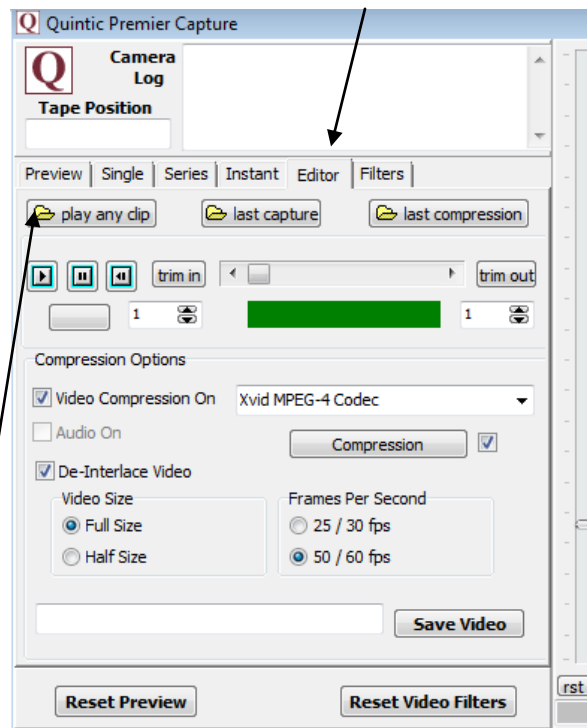 Q Quintic Premier Capture
Q
Camera
Log
Tape Position
Preview Single Series Instant Editor Filters
play any clip last capture last compression
trim in trim out
1 1
Compression Options
Video Compression On Xvid MPEG-4 Codec
Audio On Compression
De-Interlace Video
Video Size Frames Per Second
Full Size 25 / 30 fps
Half Size 50 / 60 fps
Save Video
Reset Preview Reset Video Filters rst